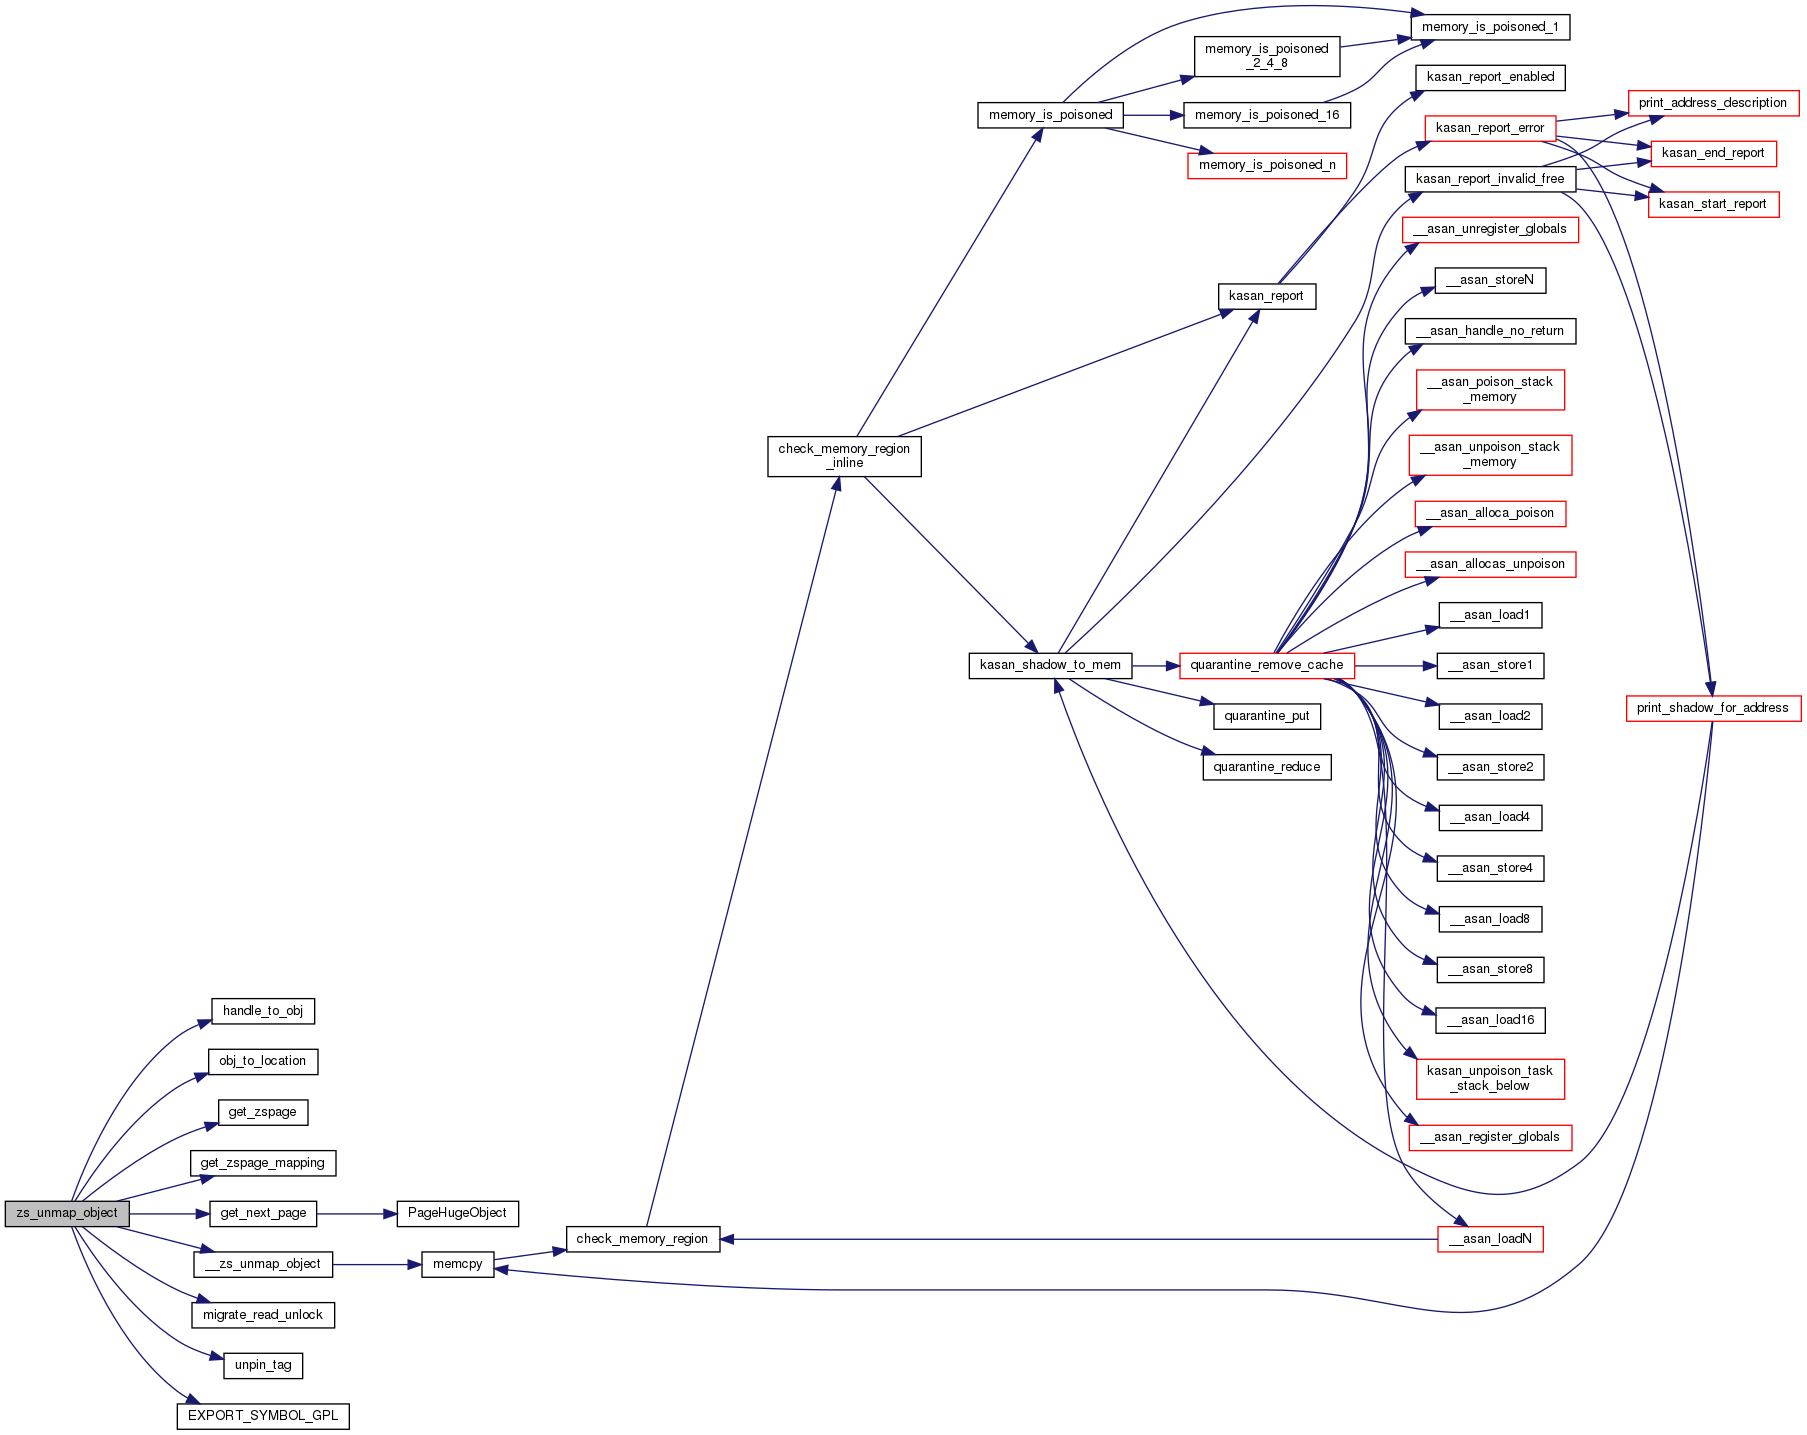 memory_is_poisoned_1
memory_is_poisoned
_2_4_8
kasan_report_enabled
print_address_description
memory_is_poisoned
memory_is_poisoned_16
kasan_report_error
kasan_end_report
memory_is_poisoned_n
kasan_report_invalid_free
kasan_start_report
__asan_unregister_globals
__asan_storeN
kasan_report
__asan_handle_no_return
__asan_poison_stack
_memory
check_memory_region
_inline
__asan_unpoison_stack
_memory
__asan_alloca_poison
__asan_allocas_unpoison
__asan_load1
kasan_shadow_to_mem
quarantine_remove_cache
__asan_store1
print_shadow_for_address
quarantine_put
__asan_load2
quarantine_reduce
__asan_store2
__asan_load4
__asan_store4
__asan_load8
__asan_store8
handle_to_obj
__asan_load16
obj_to_location
kasan_unpoison_task
_stack_below
get_zspage
__asan_register_globals
get_zspage_mapping
zs_unmap_object
get_next_page
PageHugeObject
check_memory_region
__asan_loadN
__zs_unmap_object
memcpy
migrate_read_unlock
unpin_tag
EXPORT_SYMBOL_GPL